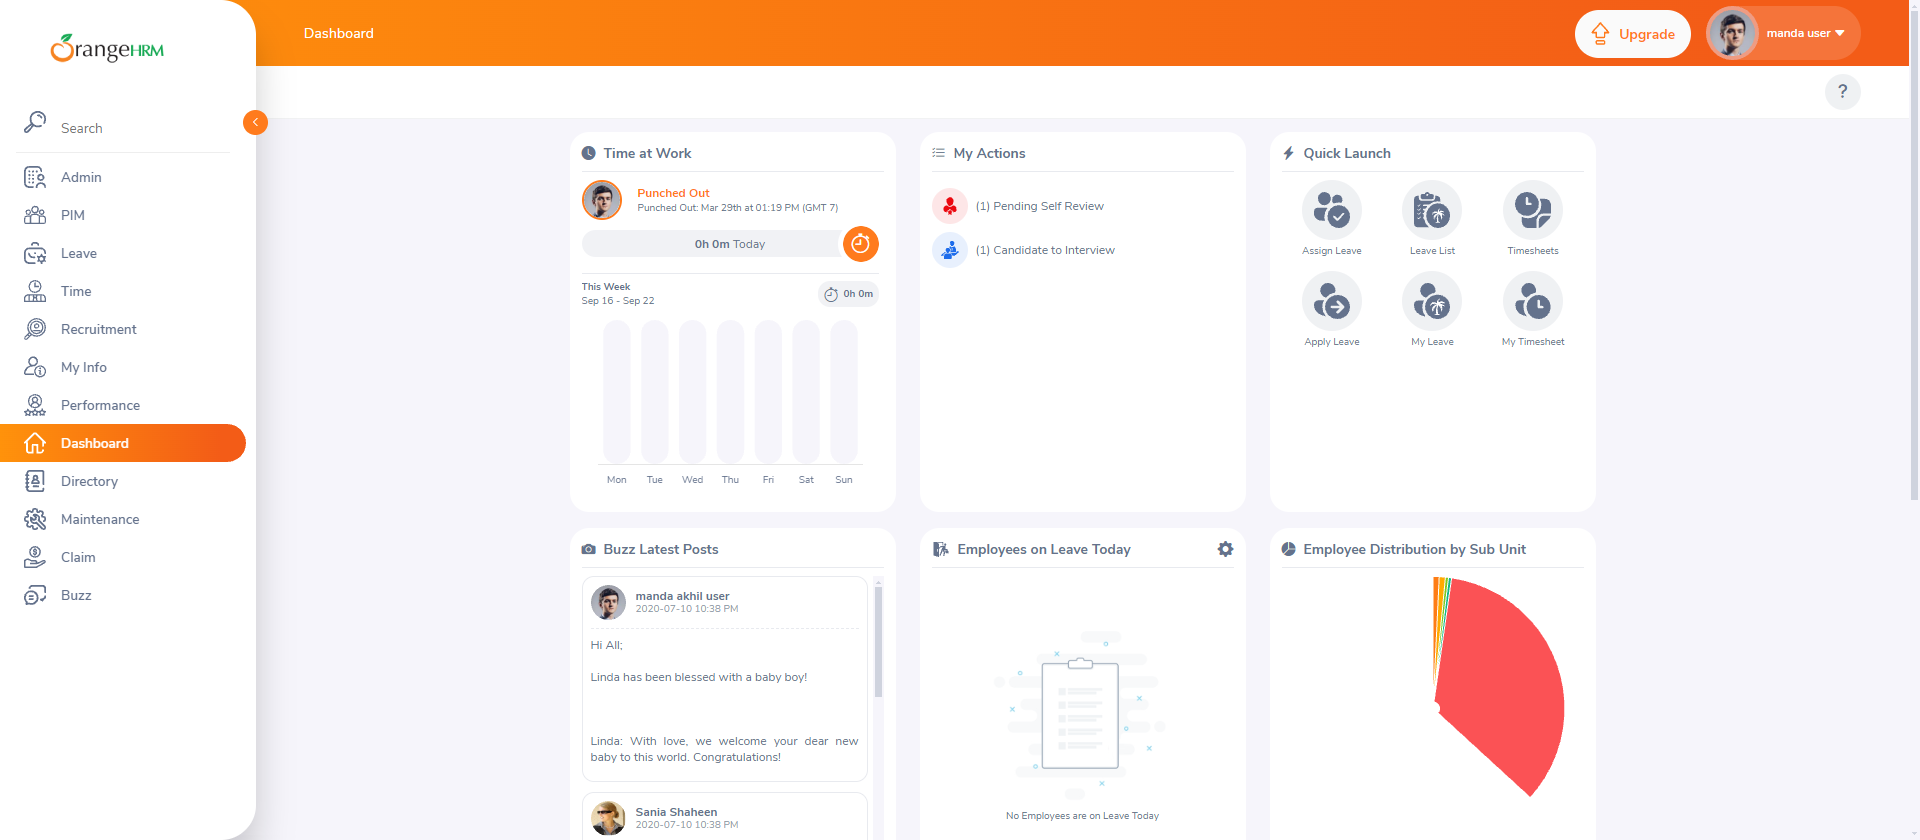 OrangeHRM
Search
Admin
PIM
Leave
Time
Recruitment
My Info
Performance
Dashboard
Directory
Maintenance
Claim
Buzz
Dashboard
Upgrade
manda user
?
Time at Work
Punched Out
Punched Out: Mar 29th at 01:19 PM (GMT 7)
0h 0m Today
This Week
Sep 16 - Sep 22
0h 0m
Mon Tue Wed Thu Fri Sat Sun
My Actions
(1) Pending Self Review
(1) Candidate to Interview
Quick Launch
Assign Leave
Leave List
Timesheets
Apply Leave
My Leave
My Timesheet
Buzz Latest Posts
manda akhil user
2020-07-10 10:38 PM
Hi All;
Linda has been blessed with a baby boy!
Linda: With love, we welcome your dear new
baby to this world. Congratulations!
Sania Shaheen
2020-07-10 10:38 PM
Employees on Leave Today
No Employees are on Leave Today
Employee Distribution by Sub Unit